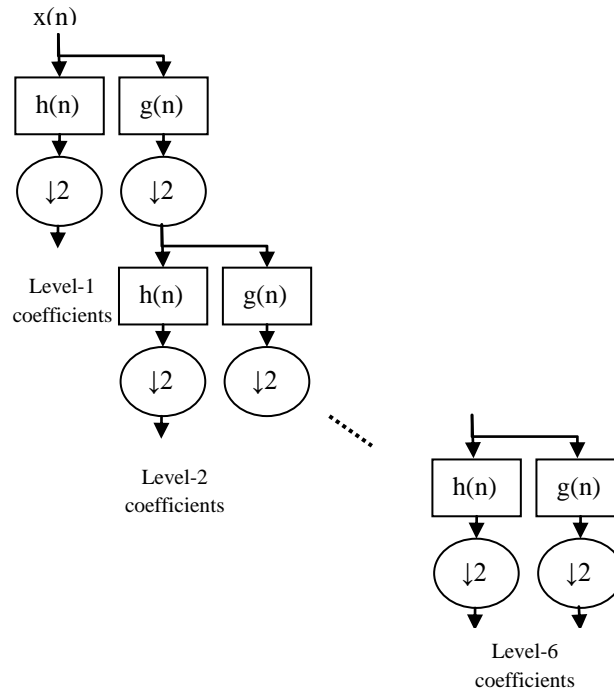 x(n)
h(n) g(n)
↓2 ↓2
Level-1
coefficients
h(n) g(n)
↓2 ↓2
Level-2
coefficients
h(n) g(n)
↓2 ↓2
Level-6
coefficients